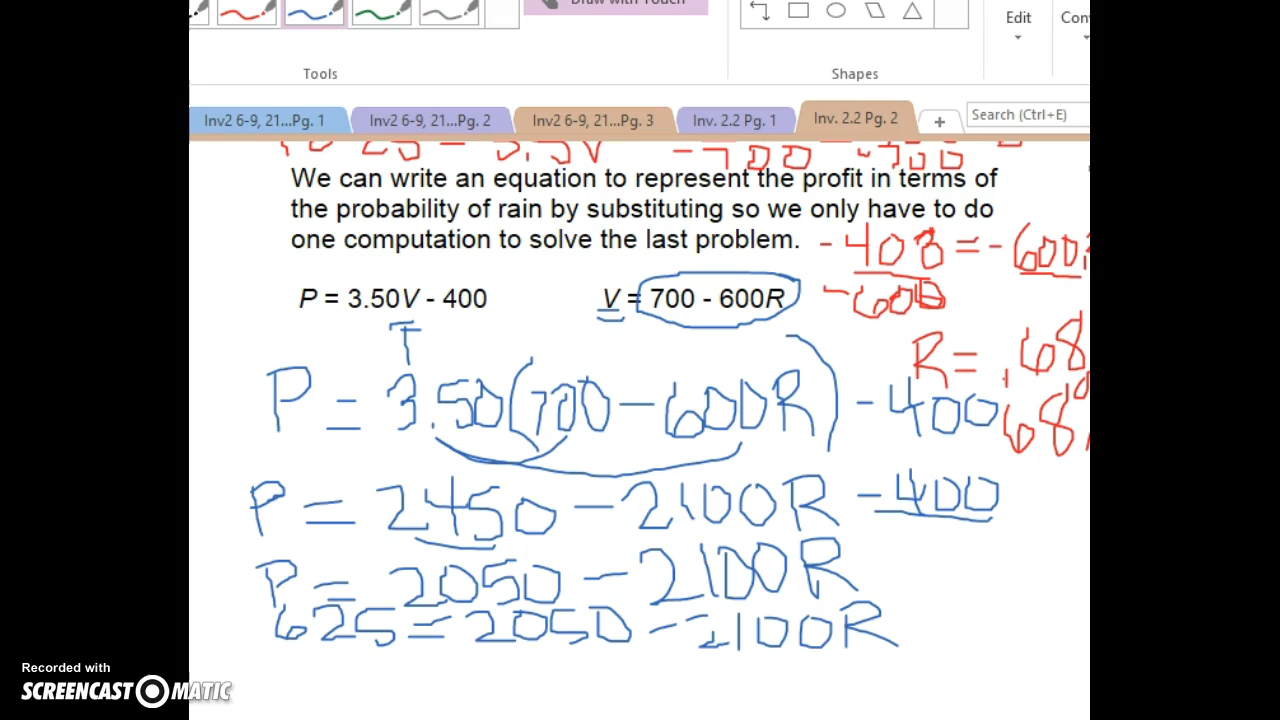 Draw with Touch
Edit
Tools
Shapes
Inv2 6-9, 21...Pg. 1
Inv2 6-9, 21...Pg. 2
Inv2 6-9, 21...Pg. 3
Inv. 2.2 Pg. 1
Inv. 2.2 Pg. 2
Search (Ctrl+E)
We can write an equation to represent the profit in terms of
the probability of rain by substituting so we only have to do
one computation to solve the last problem.
P = 3.50V - 400
V = 700 - 600R
P = 3.50(700 - 600R) - 400
P = 2450 - 2100R - 400
P = 2050 - 2100R
625 = 2050 - 2100R
R = .68
Recorded with
SCREENCAST MATIC